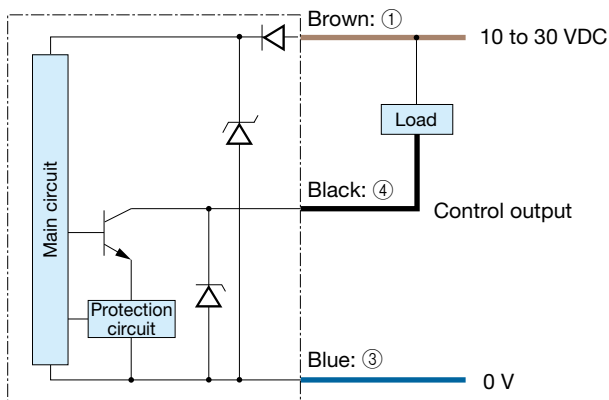 Brown: ①
10 to 30 VDC
Load
Main circuit
Black: ④
Control output
Protection
circuit
Blue: ③
0 V